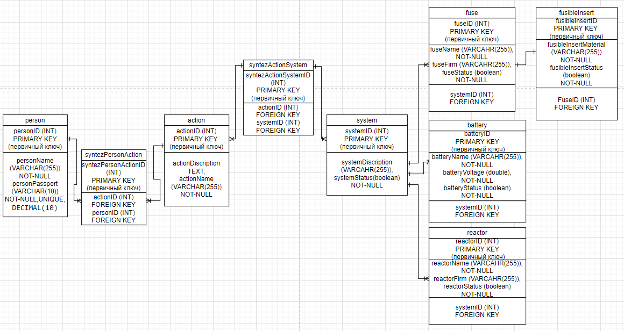 person
personID (INT)
PRIMARY KEY
(первичный ключ)
personName
(VARCHAR(255))
NOT-NULL
personPassport
(VARCHAR(10))
NOT-NULL,UNIQUE,
DECIMAL(10)
syntezPersonAction
syntezPersonActionID
(INT)
PRIMARY KEY
(первичный ключ)
actionID (INT)
FOREIGN KEY
personID (INT)
FOREIGN KEY
action
actionID (INT)
PRIMARY KEY
(первичный ключ)
actionDiscription
TEXT,
actionName
(VARCHAR(255))
NOT-NULL
syntezActionSystem
syntezActionSystemID
(INT)
PRIMARY KEY
(первичный ключ)
actionID (INT)
FOREIGN KEY
systemID (INT)
FOREIGN KEY
system
systemID (INT)
PRIMARY KEY
(первичный ключ)
systemDiscription
(VARCAHR(255)),
systemStatus(boolean)
NOT-NULL
fuse
fuseID (INT)
PRIMARY KEY
(первичный ключ)
fuseName (VARCAHR(255)),
NOT-NULL
fuseFirm (VARCAHR(255)),
fuseStatus (boolean)
NOT-NULL
systemID (INT)
FOREIGN KEY
fusibleInsert
fusibleInsertID
PRIMARY KEY
(первичный ключ)
fusibleInsertMaterial
(VARCHAR(255))
NOT-NULL
fusibleInsertStatus
(boolean)
NOT-NULL
FuseID (INT)
FOREIGN KEY
battery
batteryID
PRIMARY KEY
(первичный ключ)
batteryName (VARCAHR(255)),
NOT-NULL
batteryVoltage (double),
NOT-NULL
batteryStatus (boolean)
NOT-NULL
systemID (INT)
FOREIGN KEY
reactor
reactorID (INT)
PRIMARY KEY
(первичный ключ)
reactorName (VARCAHR(255)),
NOT-NULL
reactorFirm (VARCAHR(255)),
reactorStatus (boolean)
NOT-NULL
systemID (INT)
FOREIGN KEY